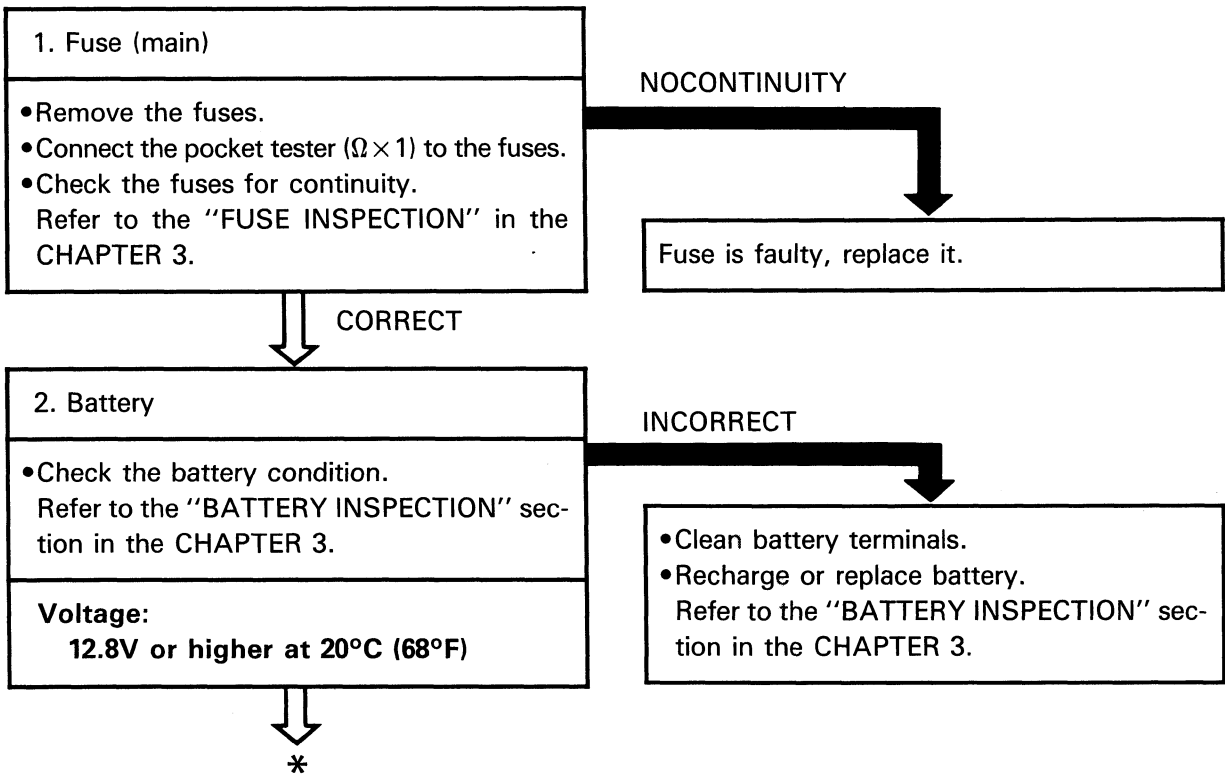 1. Fuse (main)
•Remove the fuses.
•Connect the pocket tester (Ω×1) to the fuses.
•Check the fuses for continuity.
Refer to the “FUSE INSPECTION” in the
CHAPTER 3.
NOCONTINUITY
Fuse is faulty, replace it.
CORRECT
2. Battery
•Check the battery condition.
Refer to the “BATTERY INSPECTION” sec-
tion in the CHAPTER 3.
Voltage:
12.8V or higher at 20°C (68°F)
INCORRECT
•Clean battery terminals.
•Recharge or replace battery.
Refer to the “BATTERY INSPECTION” sec-
tion in the CHAPTER 3.
*